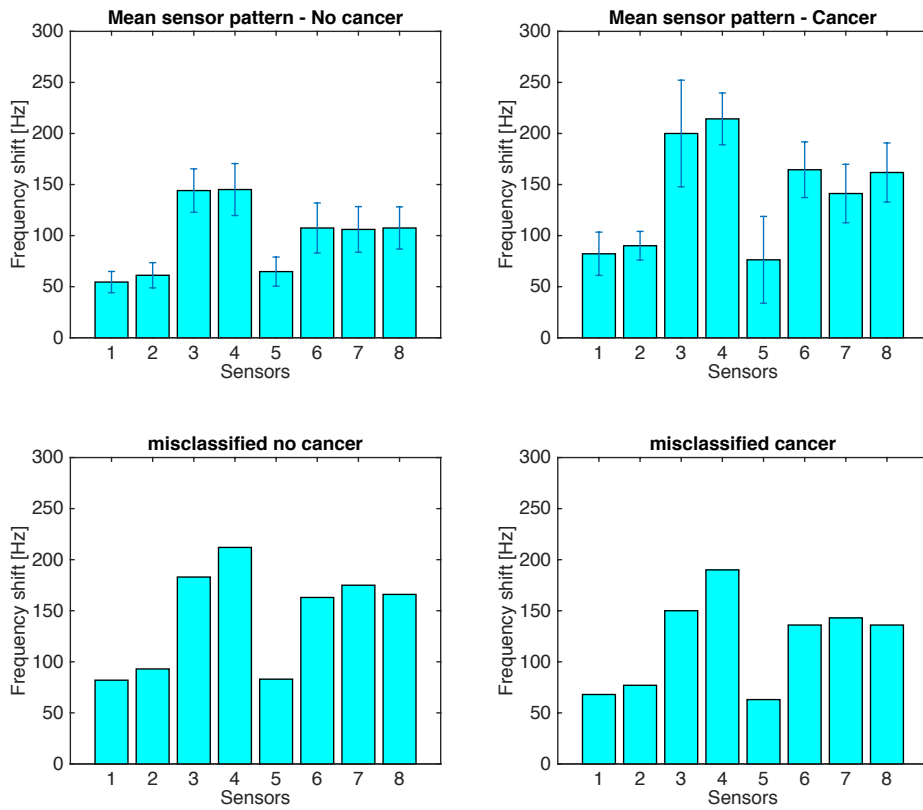 Mean sensor pattern - No cancer
300
250
200
150
100
50
0
Frequency shift [Hz]
1 2 3 4 5 6 7 8
Sensors
Mean sensor pattern - Cancer
300
250
200
150
100
50
0
Frequency shift [Hz]
1 2 3 4 5 6 7 8
Sensors
misclassified no cancer
300
250
200
150
100
50
0
Frequency shift [Hz]
1 2 3 4 5 6 7 8
Sensors
misclassified cancer
300
250
200
150
100
50
0
Frequency shift [Hz]
1 2 3 4 5 6 7 8
Sensors